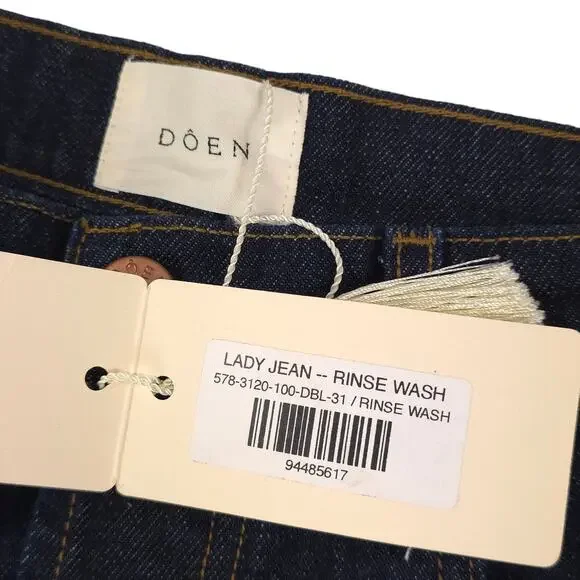 DÔEN
LADY JEAN -- RINSE WASH
578-3120-100-DBL-31 / RINSE WASH
94485617